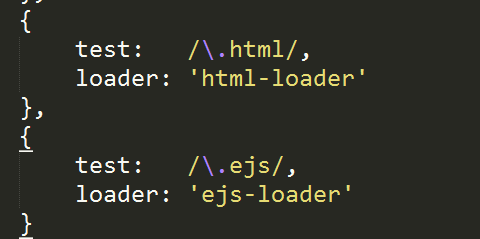 {
test:   /\.html/,
loader: 'html-loader'
},
{
test:   /\.ejs/,
loader: 'ejs-loader'
}